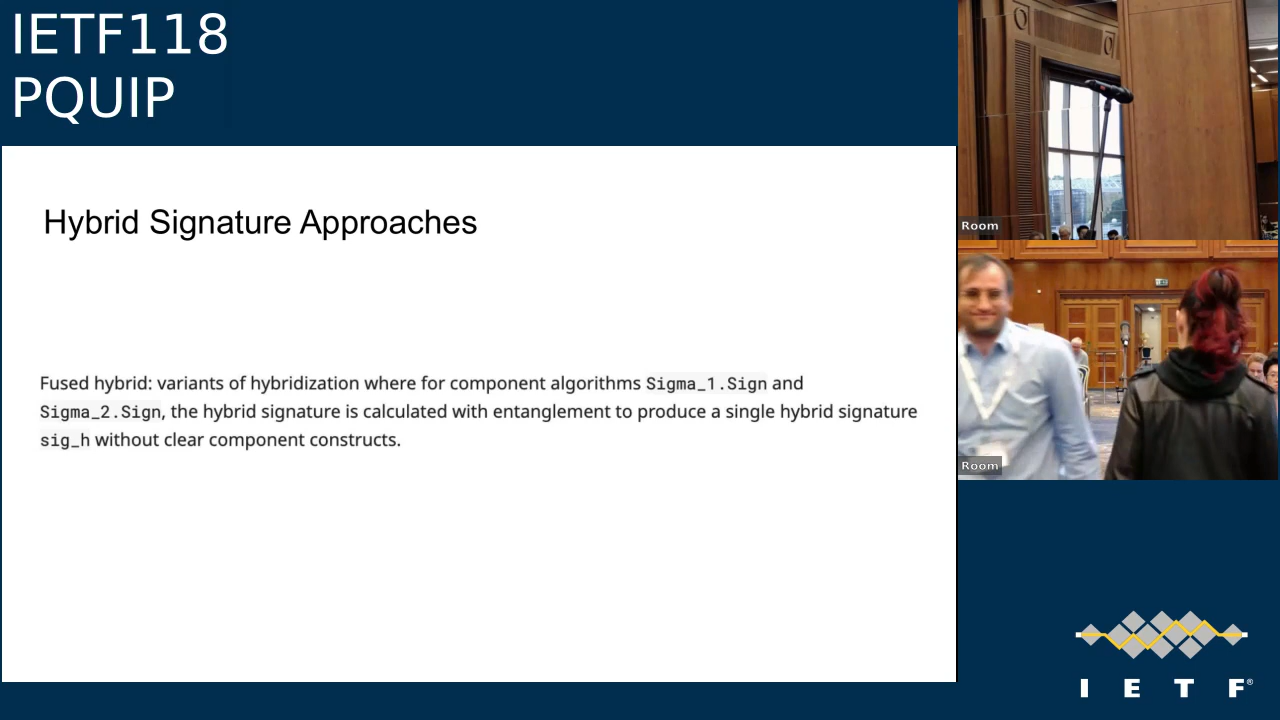 IETF118
PQUIP
Hybrid Signature Approaches
Fused hybrid: variants of hybridization where for component algorithms Sigma_1.Sign and
Sigma_2.Sign, the hybrid signature is calculated with entanglement to produce a single hybrid signature
sig_h without clear component constructs.
Room
Room
I E T F®